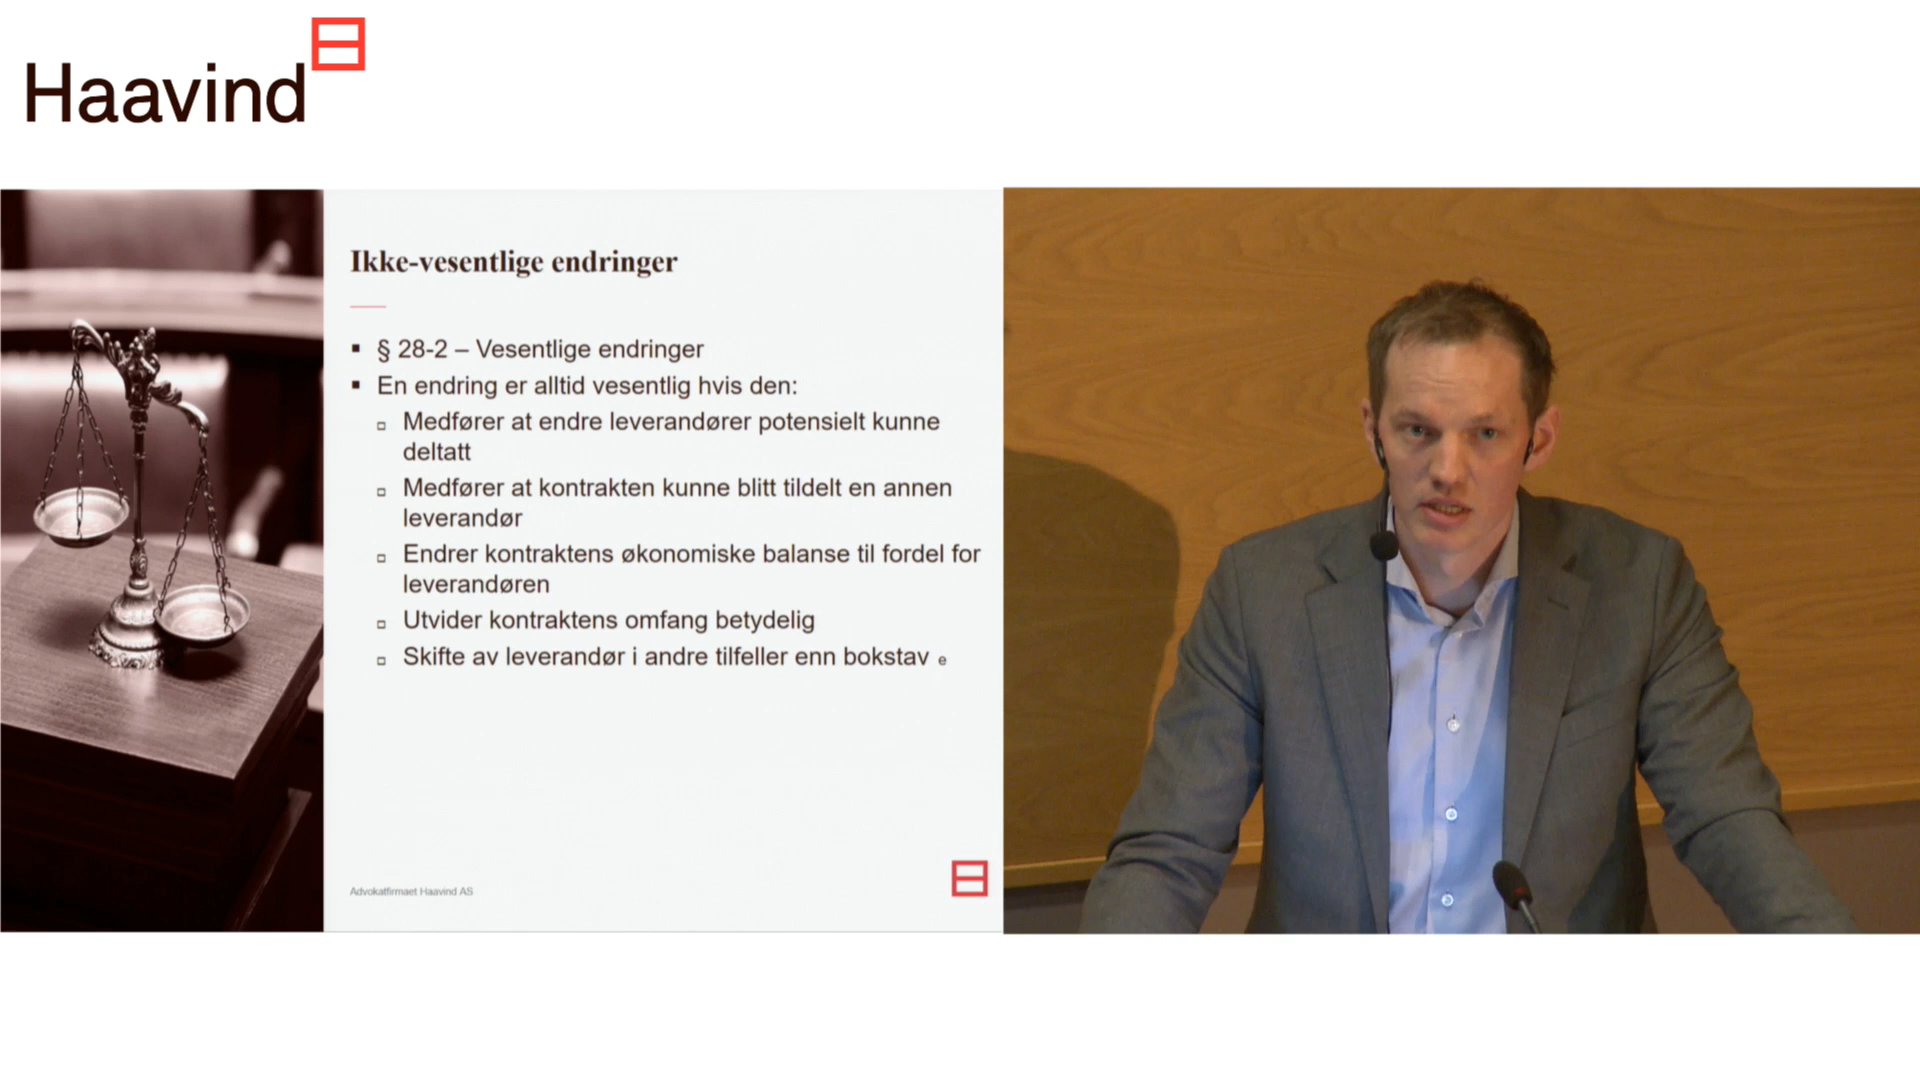 Haavind
Ikke-vesentlige endringer
§ 28-2 – Vesentlige endringer
En endring er alltid vesentlig hvis den:
Medfører at endre leverandører potensielt kunne
deltatt
Medfører at kontrakten kunne blitt tildelt en annen
leverandør
Endrer kontraktens økonomiske balanse til fordel for
leverandøren
Utvider kontraktens omfang betydelig
Skifte av leverandør i andre tilfeller enn bokstav e
Advokatfirmaet Haavind AS